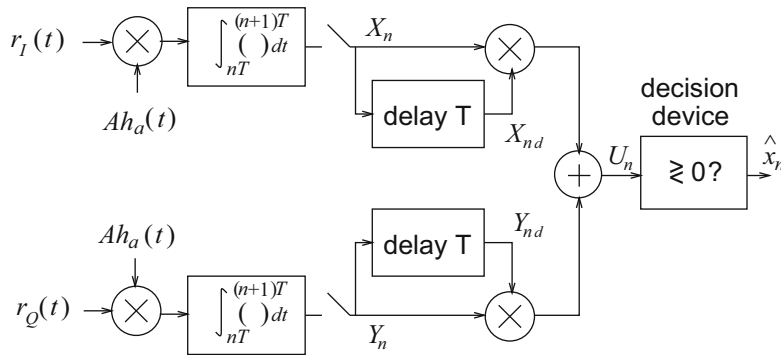 r_I(t)
Ah_a(t)
∫_{nT}^{(n+1)T} ( ) dt
X_n
delay T
X_{nd}
decision
device
U_n
≷ 0?
\hat{x}_n
Ah_a(t)
r_Q(t)
∫_{nT}^{(n+1)T} ( ) dt
delay T
Y_{nd}
Y_n